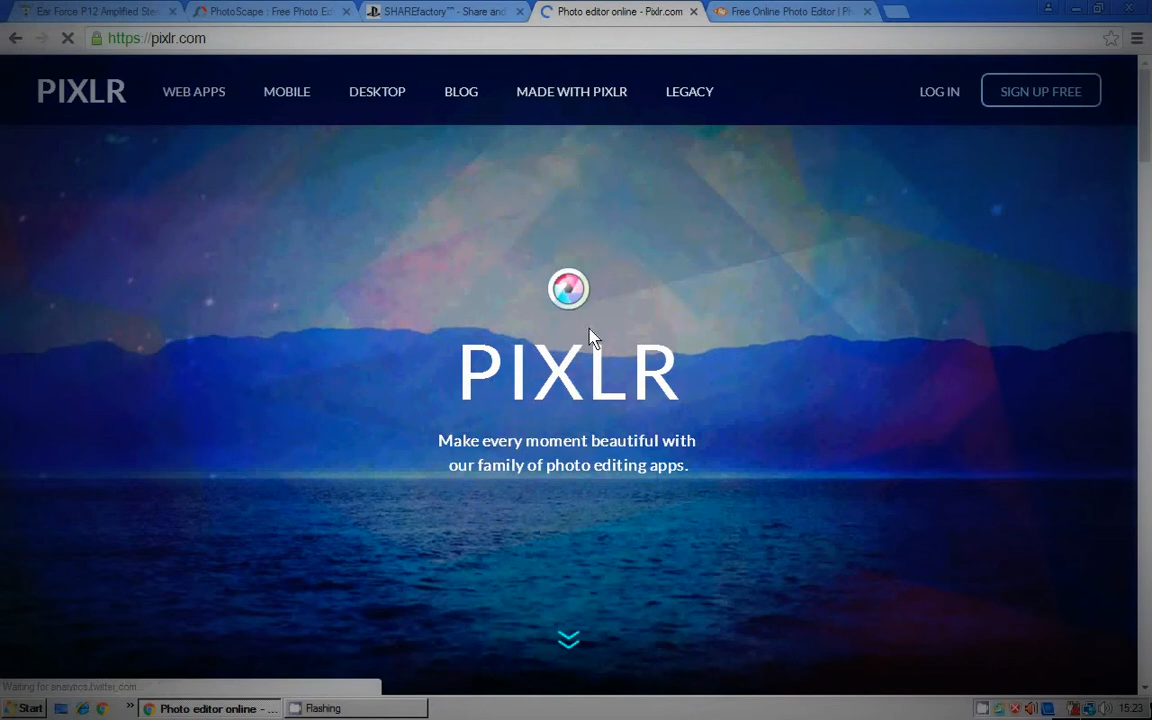 Ear Force P12 Amplified Ste
PhotoScape : Free Photo Ed
SHAREfactory™ - Share and
Photo editor online - Pixlr.com
Free Online Photo Editor | Ph
https://pixlr.com
PIXLR
WEB APPS
MOBILE
DESKTOP
BLOG
MADE WITH PIXLR
LEGACY
LOG IN
SIGN UP FREE
PIXLR
Make every moment beautiful with
our family of photo editing apps.
Waiting for analytics.twitter.com...
Start
Photo editor online - ...
Flashing
15:23